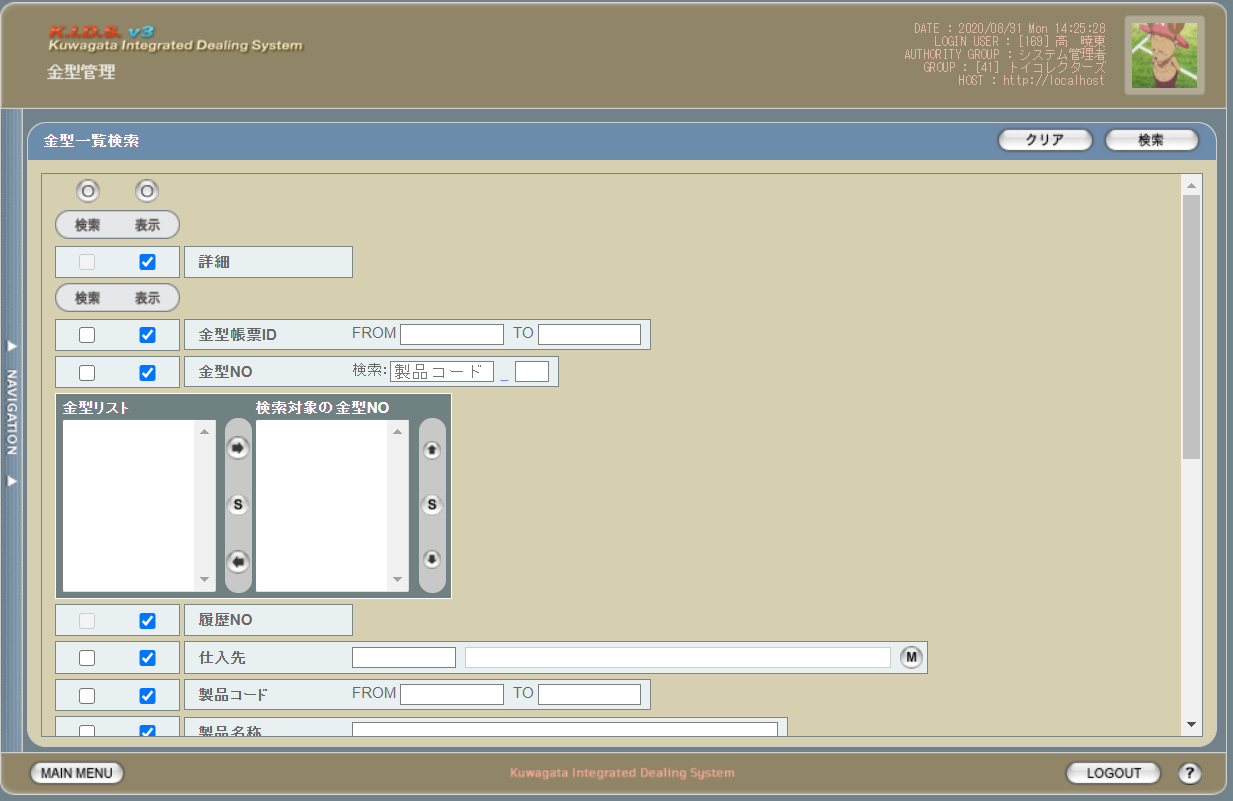 K.I.D.S. v3
Kuwagata Integrated Dealing System
金型管理
DATE : 2020/08/31 Mon 14:25:28
LOGIN USER : [169] 高　暁東
AUTHORITY GROUP : システム管理者
GROUP : [41] トイコレクターズ
HOST : http://localhost
金型一覧検索
クリア
検索
検索 表示
詳細
検索 表示
金型帳票ID FROM TO
金型NO 検索: 製品コード _
金型リスト 検索対象の金型NO
S S
履歴NO
仕入先 M
製品コード FROM TO
製品名称
NAVIGATION
MAIN MENU
Kuwagata Integrated Dealing System
LOGOUT
?